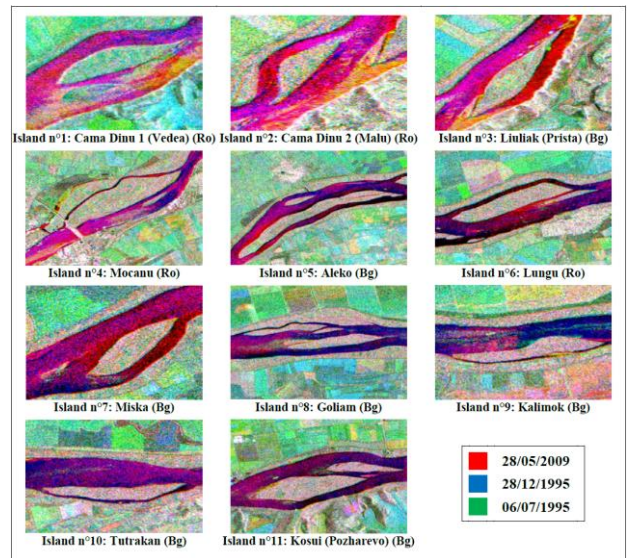 Island n°1: Cama Dinu 1 (Vedea) (Ro)
Island n°2: Cama Dinu 2 (Malu) (Ro)
Island n°3: Liuliak (Prista) (Bg)
Island n°4: Mocanu (Ro)
Island n°5: Aleko (Bg)
Island n°6: Lungu (Ro)
Island n°7: Miska (Bg)
Island n°8: Goliam (Bg)
Island n°9: Kalimok (Bg)
Island n°10: Tutrakan (Bg)
Island n°11: Kosui (Pozharevo) (Bg)
28/05/2009
28/12/1995
06/07/1995